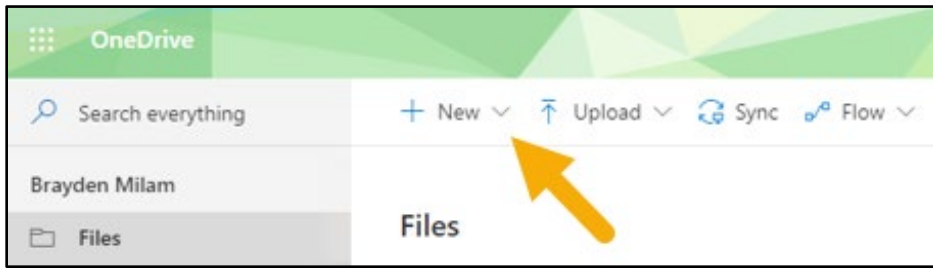 OneDrive
Search everything
+ New Upload Sync Flow
Brayden Milam
Files
Files